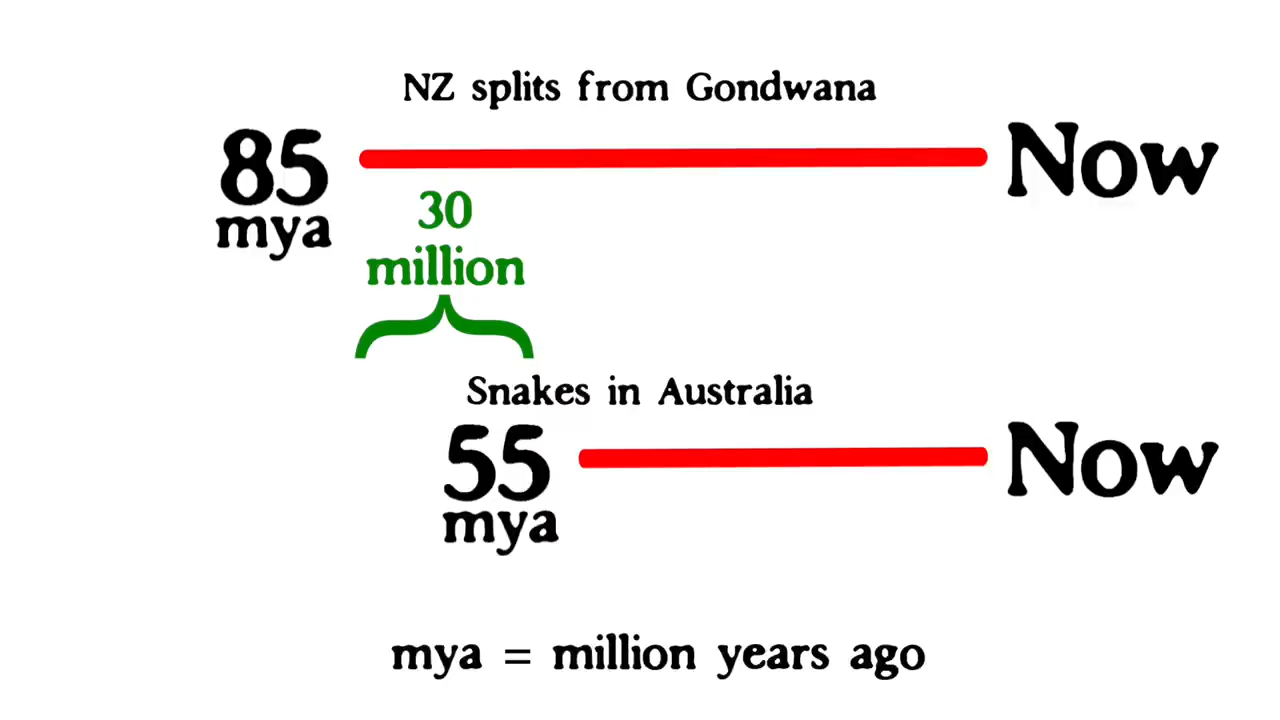 NZ splits from Gondwana
85
mya
Now
30
million
Snakes in Australia
55
mya
Now
mya = million years ago